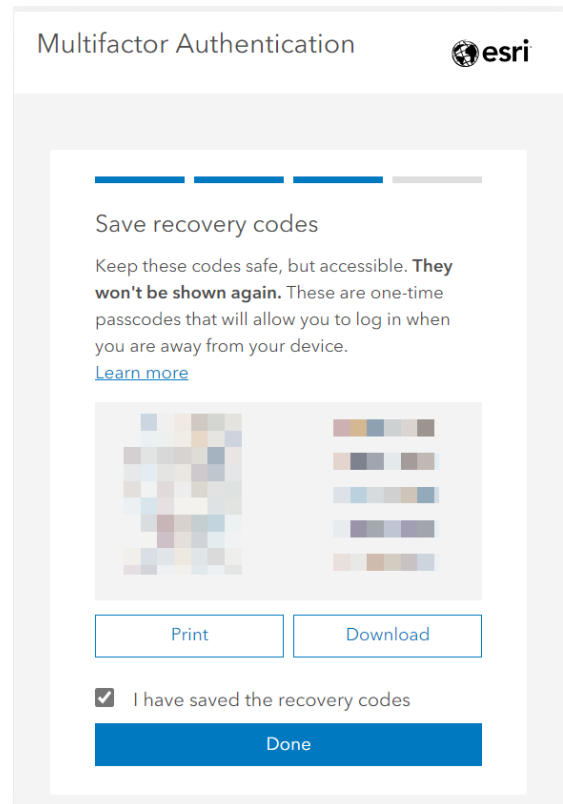 Multifactor Authentication
esri
Save recovery codes
Keep these codes safe, but accessible. They
won't be shown again. These are one-time
passcodes that will allow you to log in when
you are away from your device.
Learn more
Print
Download
I have saved the recovery codes
Done